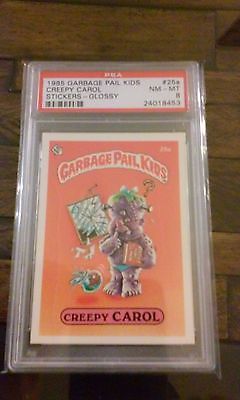 PSA
1985 GARBAGE PAIL KIDS #25a
CREEPY CAROL NM - MT
STICKERS - GLOSSY 8
24018453
25a
GARBAGE PAIL KIDS
CREEPY CAROL